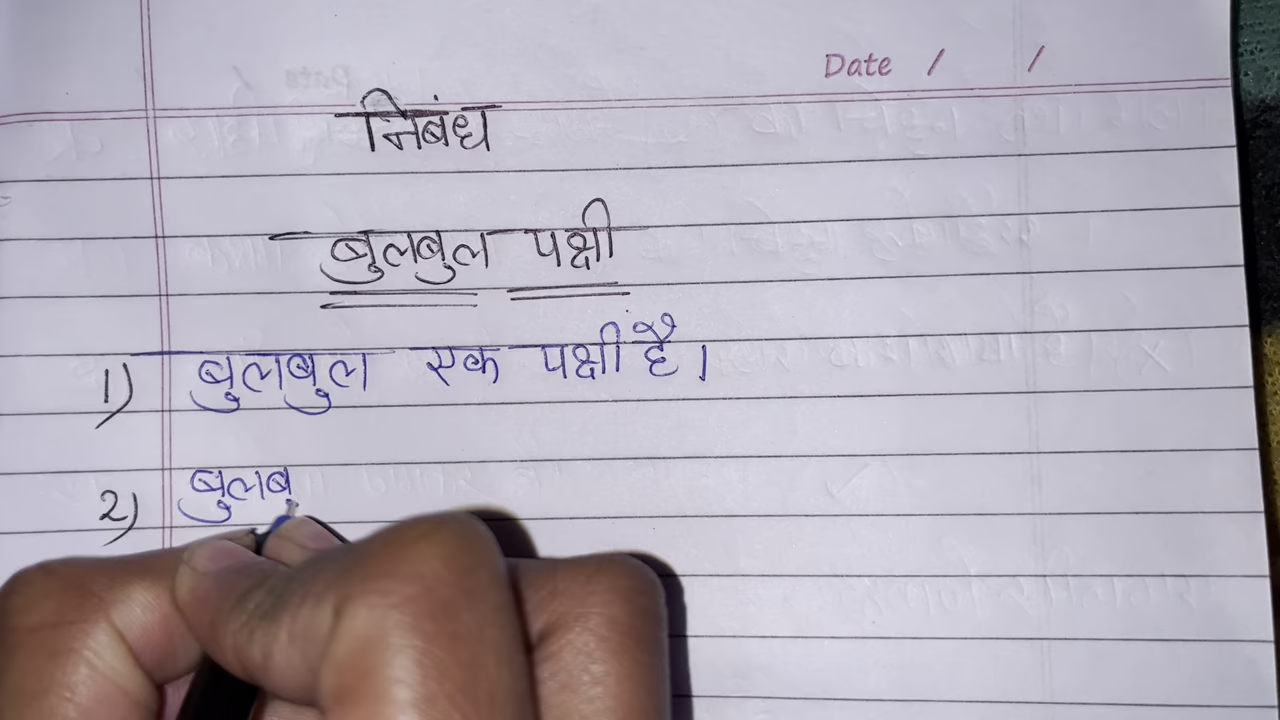 Date / /
निबंध
बुलबुल पक्षी
1) बुलबुल एक पक्षी है।
2) बुलब